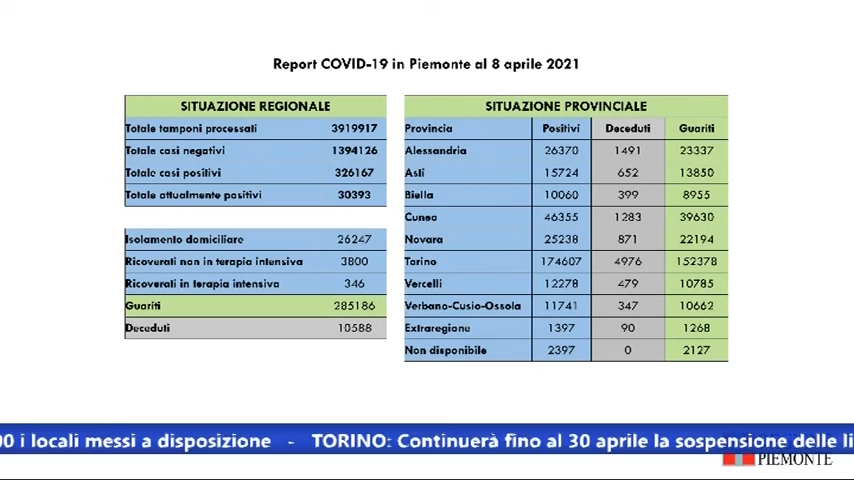 Report COVID-19 in Piemonte al 8 aprile 2021
SITUAZIONE REGIONALE
Totale tamponi processati 3919917
Totale casi negativi 1394126
Totale casi positivi 326167
Totale attualmente positivi 30393
Isolamento domiciliare 26247
Ricoverati non in terapia intensiva 3800
Ricoverati in terapia intensiva 346
Guariti 285186
Deceduti 10588
SITUAZIONE PROVINCIALE
Provincia Positivi Deceduti Guariti
Alessandria 26370 1491 23337
Asti 15724 652 13850
Biella 10060 399 8955
Cuneo 46355 1283 39630
Novara 25238 871 22194
Torino 174607 4976 152378
Vercelli 12278 479 10785
Verbano-Cusio-Ossola 11741 347 10662
Extraregione 1397 90 1268
Non disponibile 2397 0 2127
00 i locali messi a disposizione - TORINO: Continuerà fino al 30 aprile la sospensione delle li
PIEMONTE